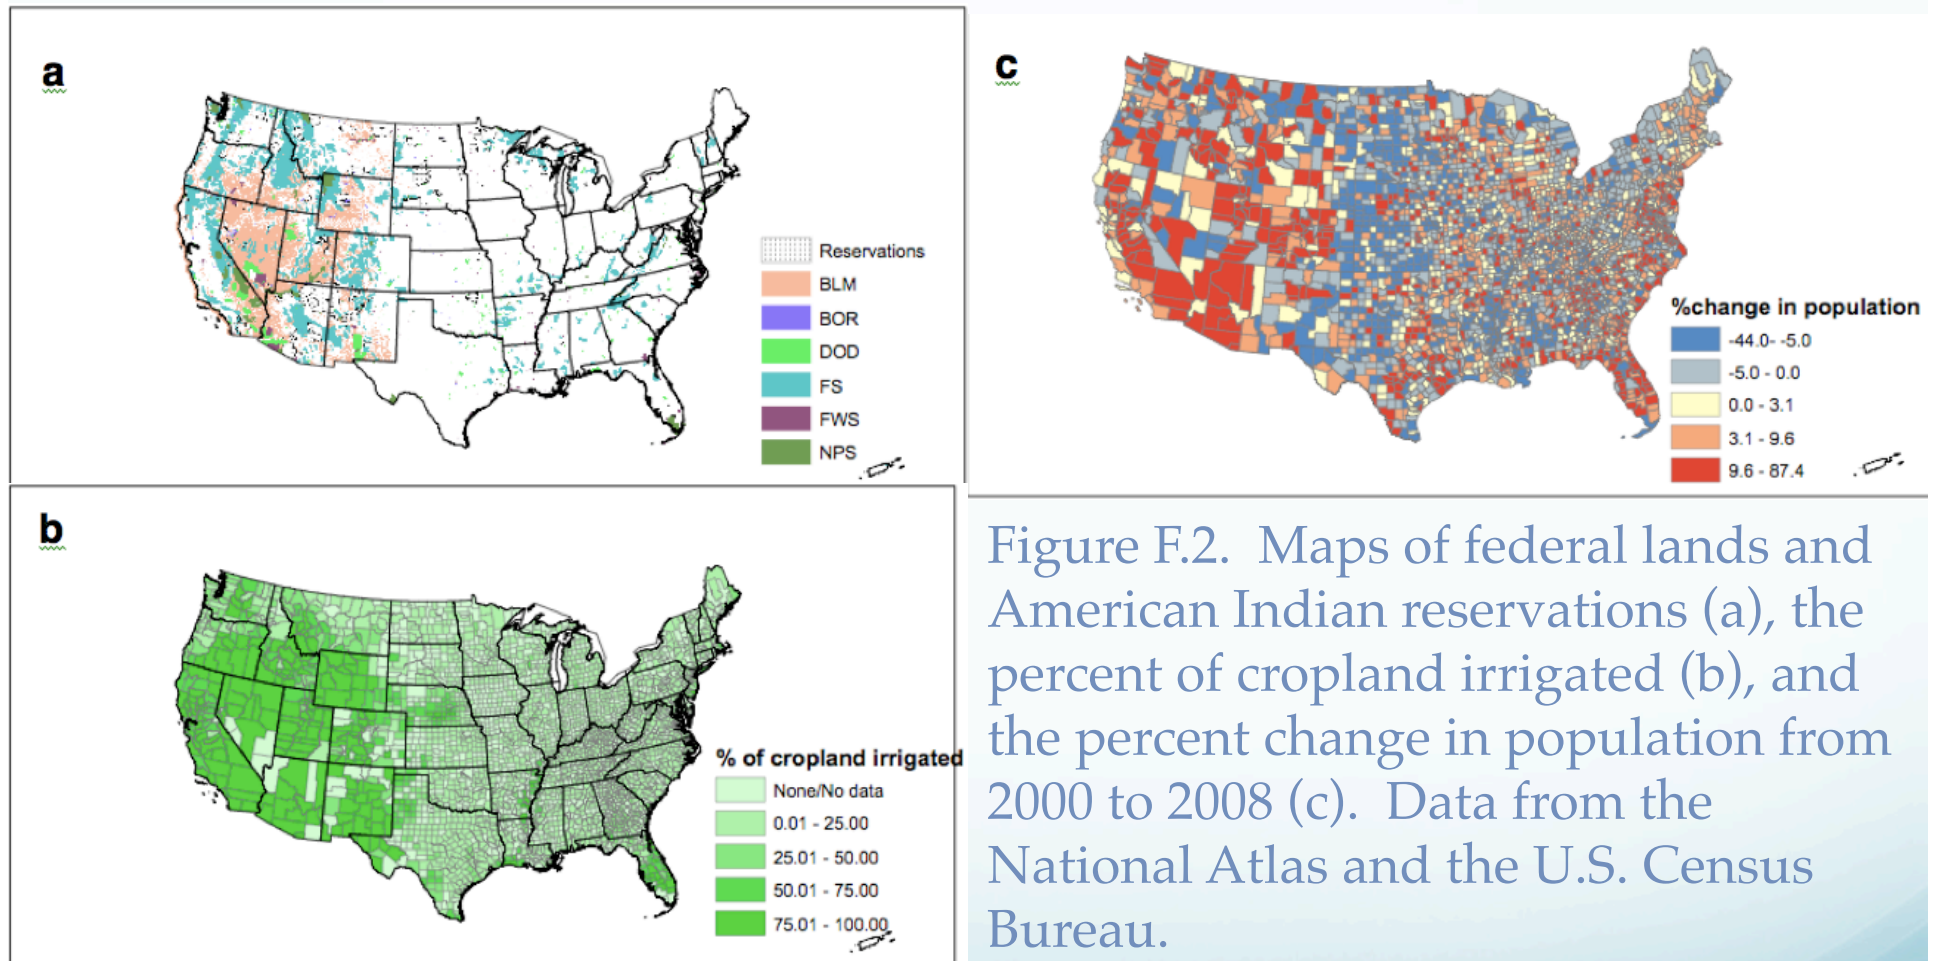 a
Reservations
BLM
BOR
DOD
FS
FWS
NPS
b
% of cropland irrigated
None/No data
0.01 - 25.00
25.01 - 50.00
50.01 - 75.00
75.01 - 100.00
c
%change in population
-44.0- -5.0
-5.0 - 0.0
0.0 - 3.1
3.1 - 9.6
9.6 - 87.4
Figure F.2.  Maps of federal lands and
American Indian reservations (a), the
percent of cropland irrigated (b), and
the percent change in population from
2000 to 2008 (c).  Data from the
National Atlas and the U.S. Census
Bureau.